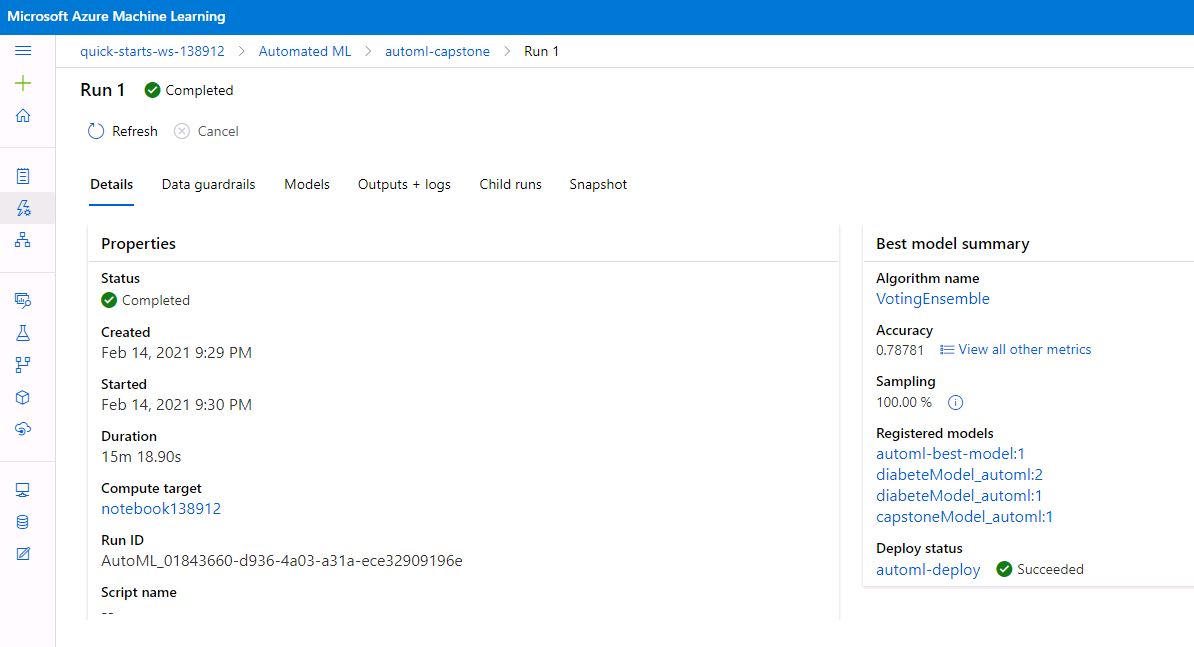 Microsoft Azure Machine Learning
quick-starts-ws-138912 > Automated ML > automl-capstone > Run 1
Run 1 Completed
Refresh Cancel
Details Data guardrails Models Outputs + logs Child runs Snapshot
Properties
Status
Completed
Created
Feb 14, 2021 9:29 PM
Started
Feb 14, 2021 9:30 PM
Duration
15m 18.90s
Compute target
notebook138912
Run ID
AutoML_01843660-d936-4a03-a31a-ece32909196e
Script name
--
Best model summary
Algorithm name
VotingEnsemble
Accuracy
0.78781 View all other metrics
Sampling
100.00 %
Registered models
automl-best-model:1
diabeteModel_automl:2
diabeteModel_automl:1
capstoneModel_automl:1
Deploy status
automl-deploy Succeeded